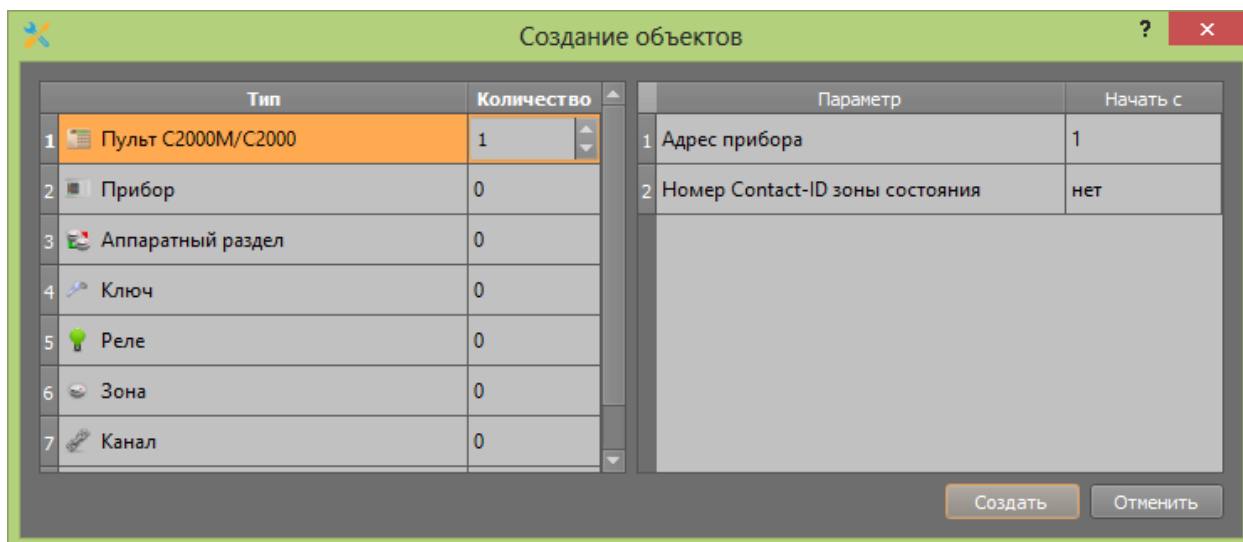 Создание объектов
?
×
Тип Количество
1 Пульт С2000М/С2000 1
2 Прибор 0
3 Аппаратный раздел 0
4 Ключ 0
5 Реле 0
6 Зона 0
7 Канал 0
Параметр Начать с
1 Адрес прибора 1
2 Номер Contact-ID зоны состояния нет
Создать Отменить